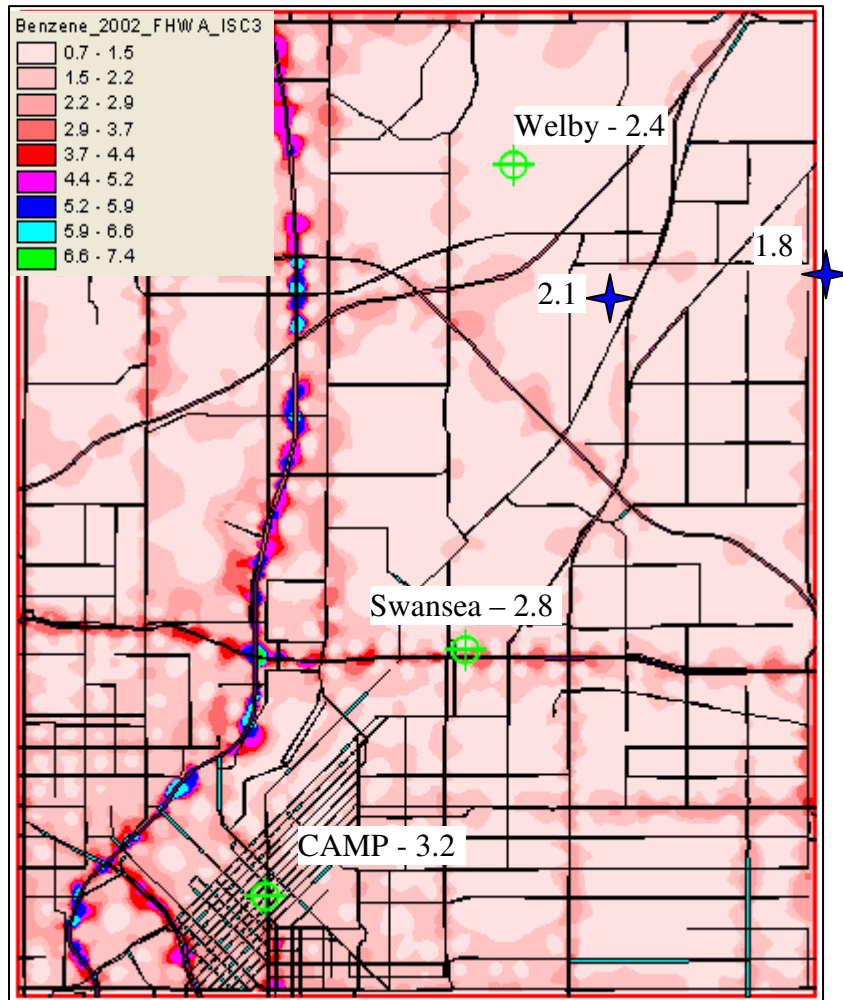 Benzene_2002_FHWA_ISC3
0.7 - 1.5
1.5 - 2.2
2.2 - 2.9
2.9 - 3.7
3.7 - 4.4
4.4 - 5.2
5.2 - 5.9
5.9 - 6.6
6.6 - 7.4
Welby - 2.4
1.8
2.1
Swansea – 2.8
CAMP - 3.2